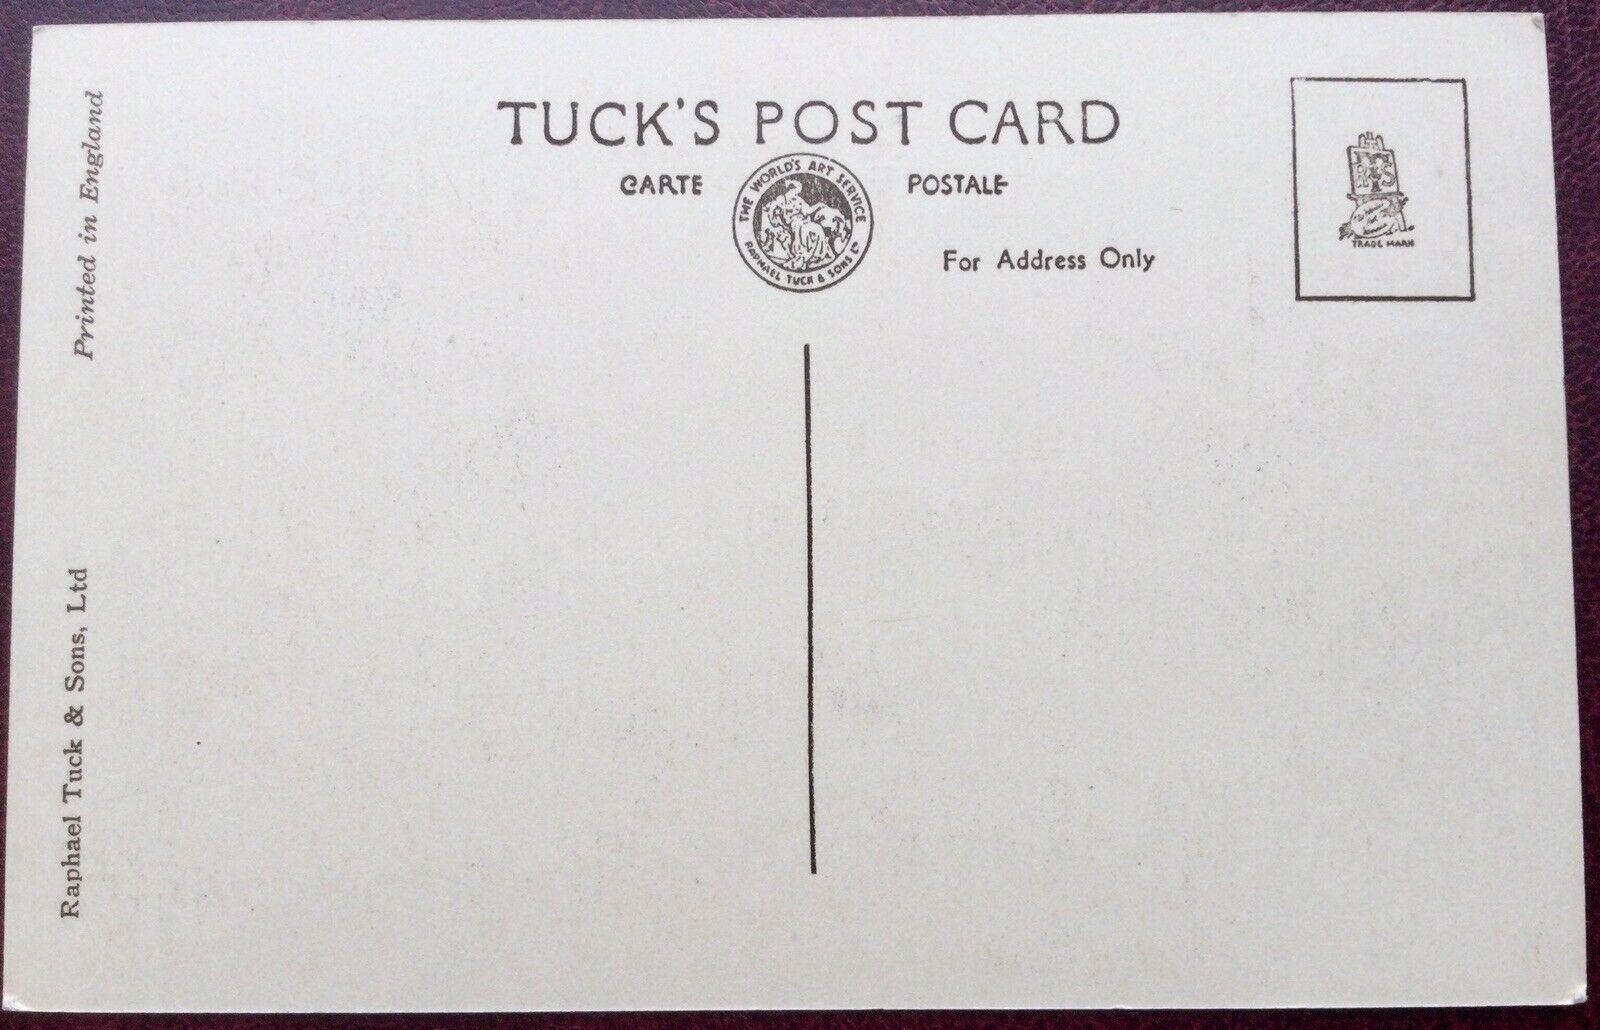 TUCK'S POST CARD
CARTE POSTALE
THE WORLD'S ART SERVICE
RAPHAEL TUCK & SONS LD
For Address Only
TRADE MARK
Printed in England
Raphael Tuck & Sons, Ltd